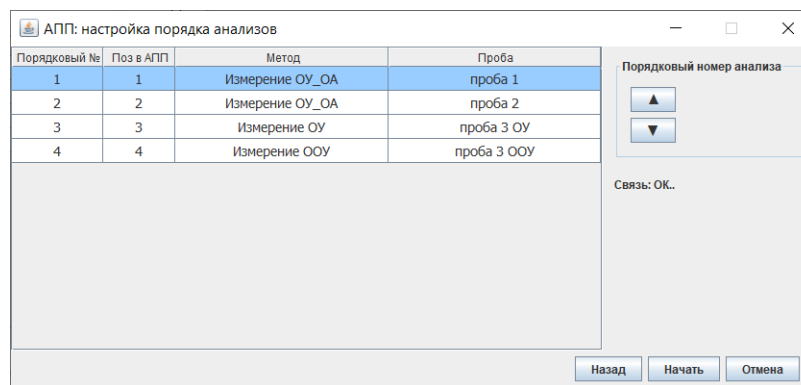 АПП: настройка порядка анализов
Порядковый № Поз в АПП Метод Проба
1 1 Измерение ОУ_ОА проба 1
2 2 Измерение ОУ_ОА проба 2
3 3 Измерение ОУ проба 3 ОУ
4 4 Измерение ООУ проба 3 ООУ
Порядковый номер анализа
▲
▼
Связь: ОК..
Назад Начать Отмена